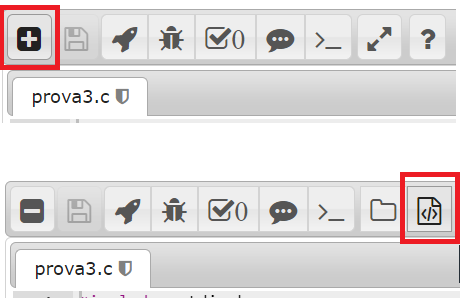 0 >_ ?
prova3.c
0 >_ </>
prova3.c